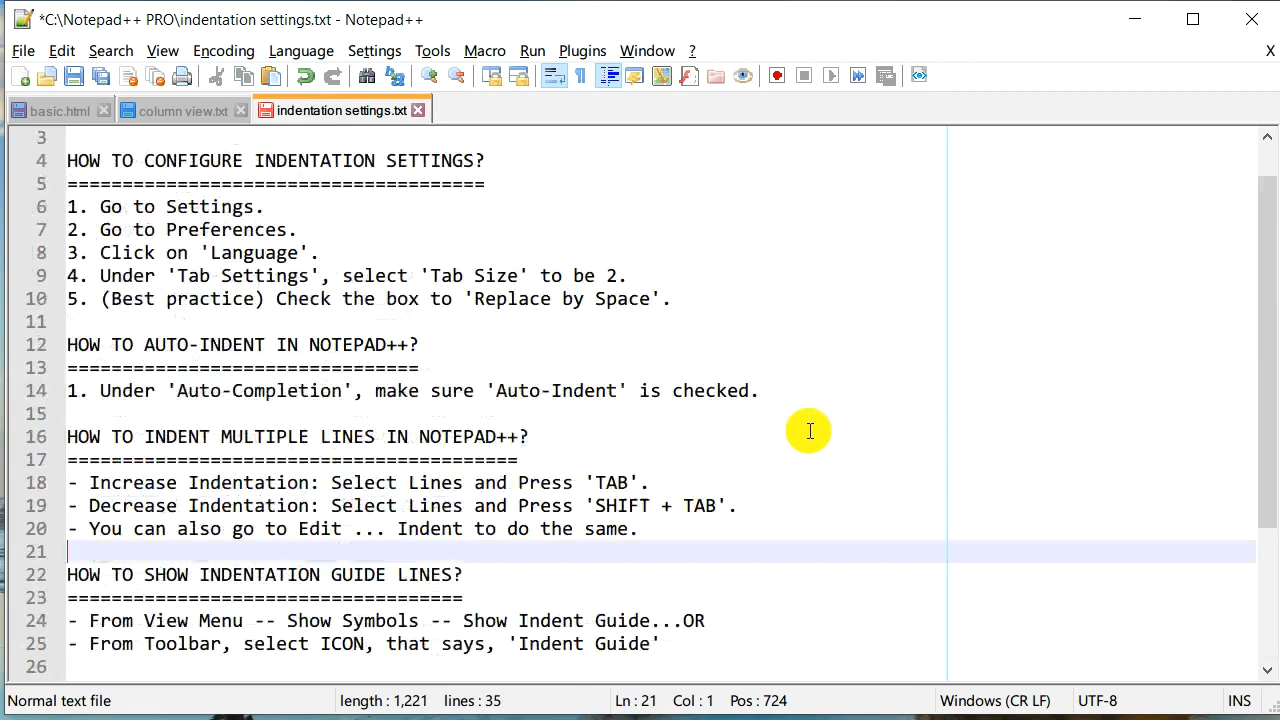 *C:\Notepad++ PRO\indentation settings.txt - Notepad++
File Edit Search View Encoding Language Settings Tools Macro Run Plugins Window ? X
basic.html column view.txt indentation settings.txt
3
4 HOW TO CONFIGURE INDENTATION SETTINGS?
5 ======================================
6 1. Go to Settings.
7 2. Go to Preferences.
8 3. Click on 'Language'.
9 4. Under 'Tab Settings', select 'Tab Size' to be 2.
10 5. (Best practice) Check the box to 'Replace by Space'.
11
12 HOW TO AUTO-INDENT IN NOTEPAD++?
13 ================================
14 1. Under 'Auto-Completion', make sure 'Auto-Indent' is checked.
15
16 HOW TO INDENT MULTIPLE LINES IN NOTEPAD++?
17 =========================================
18 - Increase Indentation: Select Lines and Press 'TAB'.
19 - Decrease Indentation: Select Lines and Press 'SHIFT + TAB'.
20 - You can also go to Edit ... Indent to do the same.
21
22 HOW TO SHOW INDENTATION GUIDE LINES?
23 ====================================
24 - From View Menu -- Show Symbols -- Show Indent Guide...OR
25 - From Toolbar, select ICON, that says, 'Indent Guide'
26
Normal text file length : 1,221 lines : 35 Ln : 21 Col : 1 Pos : 724 Windows (CR LF) UTF-8 INS